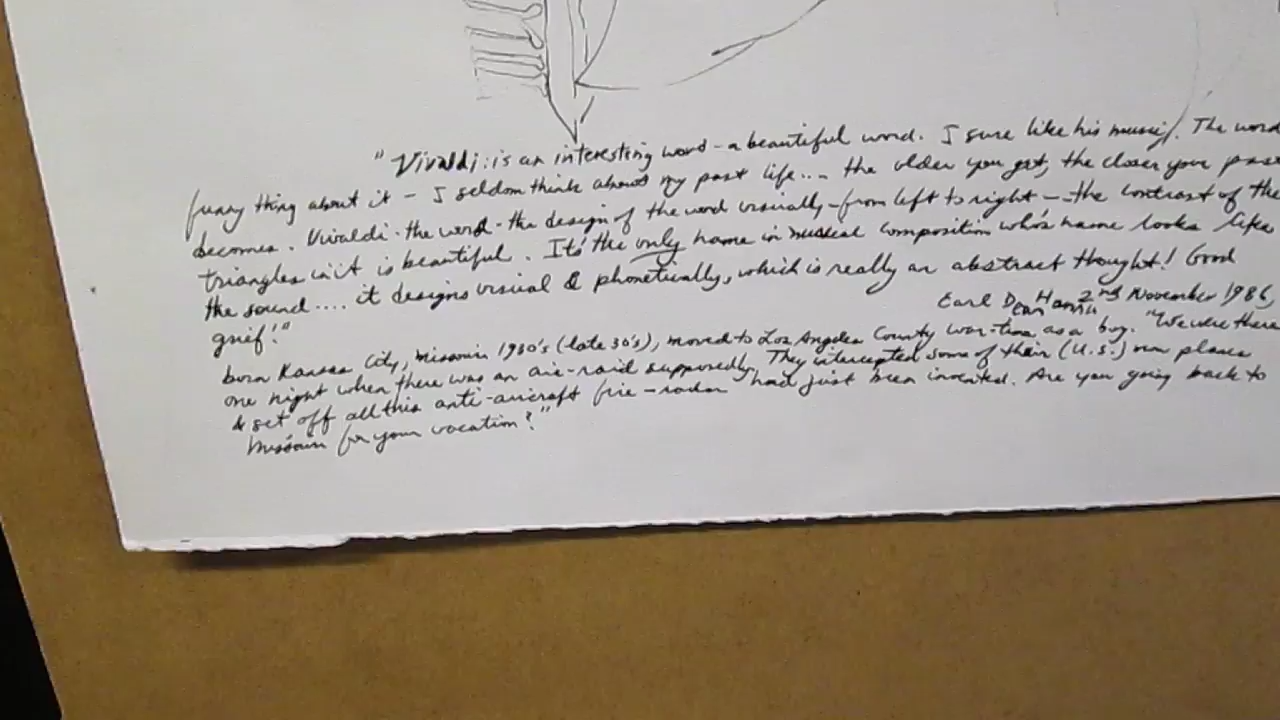 "Vivaldi: is an interesting word - a beautiful word. I sure like his music/. The word
funny thing about it - I seldom think about my past life.... the older you get, the closer your past
becomes. Vivaldi - the word - the design of the word visually - from left to right - the contrast of the
triangles in it is beautiful. It's the only name in musical composition who's name looks like
the sound.... it designs visual & phonetically, which is really an abstract thought! Good
grief!"
Earl Dean 2nd November 1986,
born Kansas City, Missouri 1930's (late 30's), moved to Los Angeles County war-time as a boy. "We were there
one night when there was an air-raid supposedly. They intercepted some of their (U.S.) own planes
& set off all this anti-aircraft fire - radar had just been invented. Are you going back to
Missouri for your vacation?"